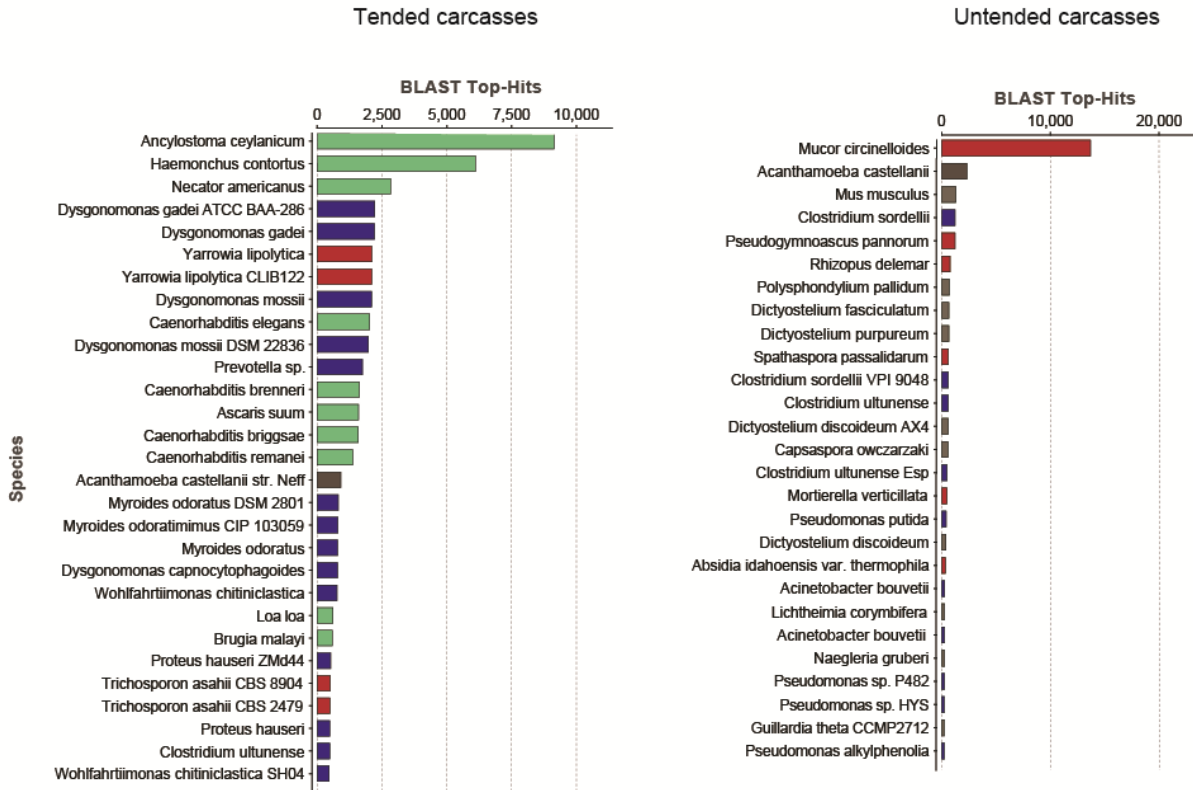 Tended carcasses
BLAST Top-Hits
0 2,500 5,000 7,500 10,000
Species
Ancylostoma ceylanicum
Haemonchus contortus
Necator americanus
Dysgonomonas gadei ATCC BAA-286
Dysgonomonas gadei
Yarrowia lipolytica
Yarrowia lipolytica CLIB122
Dysgonomonas mossii
Caenorhabditis elegans
Dysgonomonas mossii DSM 22836
Prevotella sp.
Caenorhabditis brenneri
Ascaris suum
Caenorhabditis briggsae
Caenorhabditis remanei
Acanthamoeba castellanii str. Neff
Myroides odoratus DSM 2801
Myroides odoratimimus CIP 103059
Myroides odoratus
Dysgonomonas capnocytophagoides
Wohlfahrtiimonas chitiniclastica
Loa loa
Brugia malayi
Proteus hauseri ZMd44
Trichosporon asahii CBS 8904
Trichosporon asahii CBS 2479
Proteus hauseri
Clostridium ultunense
Wohlfahrtiimonas chitiniclastica SH04
Untended carcasses
BLAST Top-Hits
0 10,000 20,000
Mucor circinelloides
Acanthamoeba castellanii
Mus musculus
Clostridium sordellii
Pseudogymnoascus pannorum
Rhizopus delemar
Polysphondylium pallidum
Dictyostelium fasciculatum
Dictyostelium purpureum
Spathaspora passalidarum
Clostridium sordellii VPI 9048
Clostridium ultunense
Dictyostelium discoideum AX4
Capsaspora owczarzaki
Clostridium ultunense Esp
Mortierella verticillata
Pseudomonas putida
Dictyostelium discoideum
Absidia idahoensis var. thermophila
Acinetobacter bouvetii
Lichtheimia corymbifera
Acinetobacter bouvetii
Naegleria gruberi
Pseudomonas sp. P482
Pseudomonas sp. HYS
Guillardia theta CCMP2712
Pseudomonas alkylphenolia